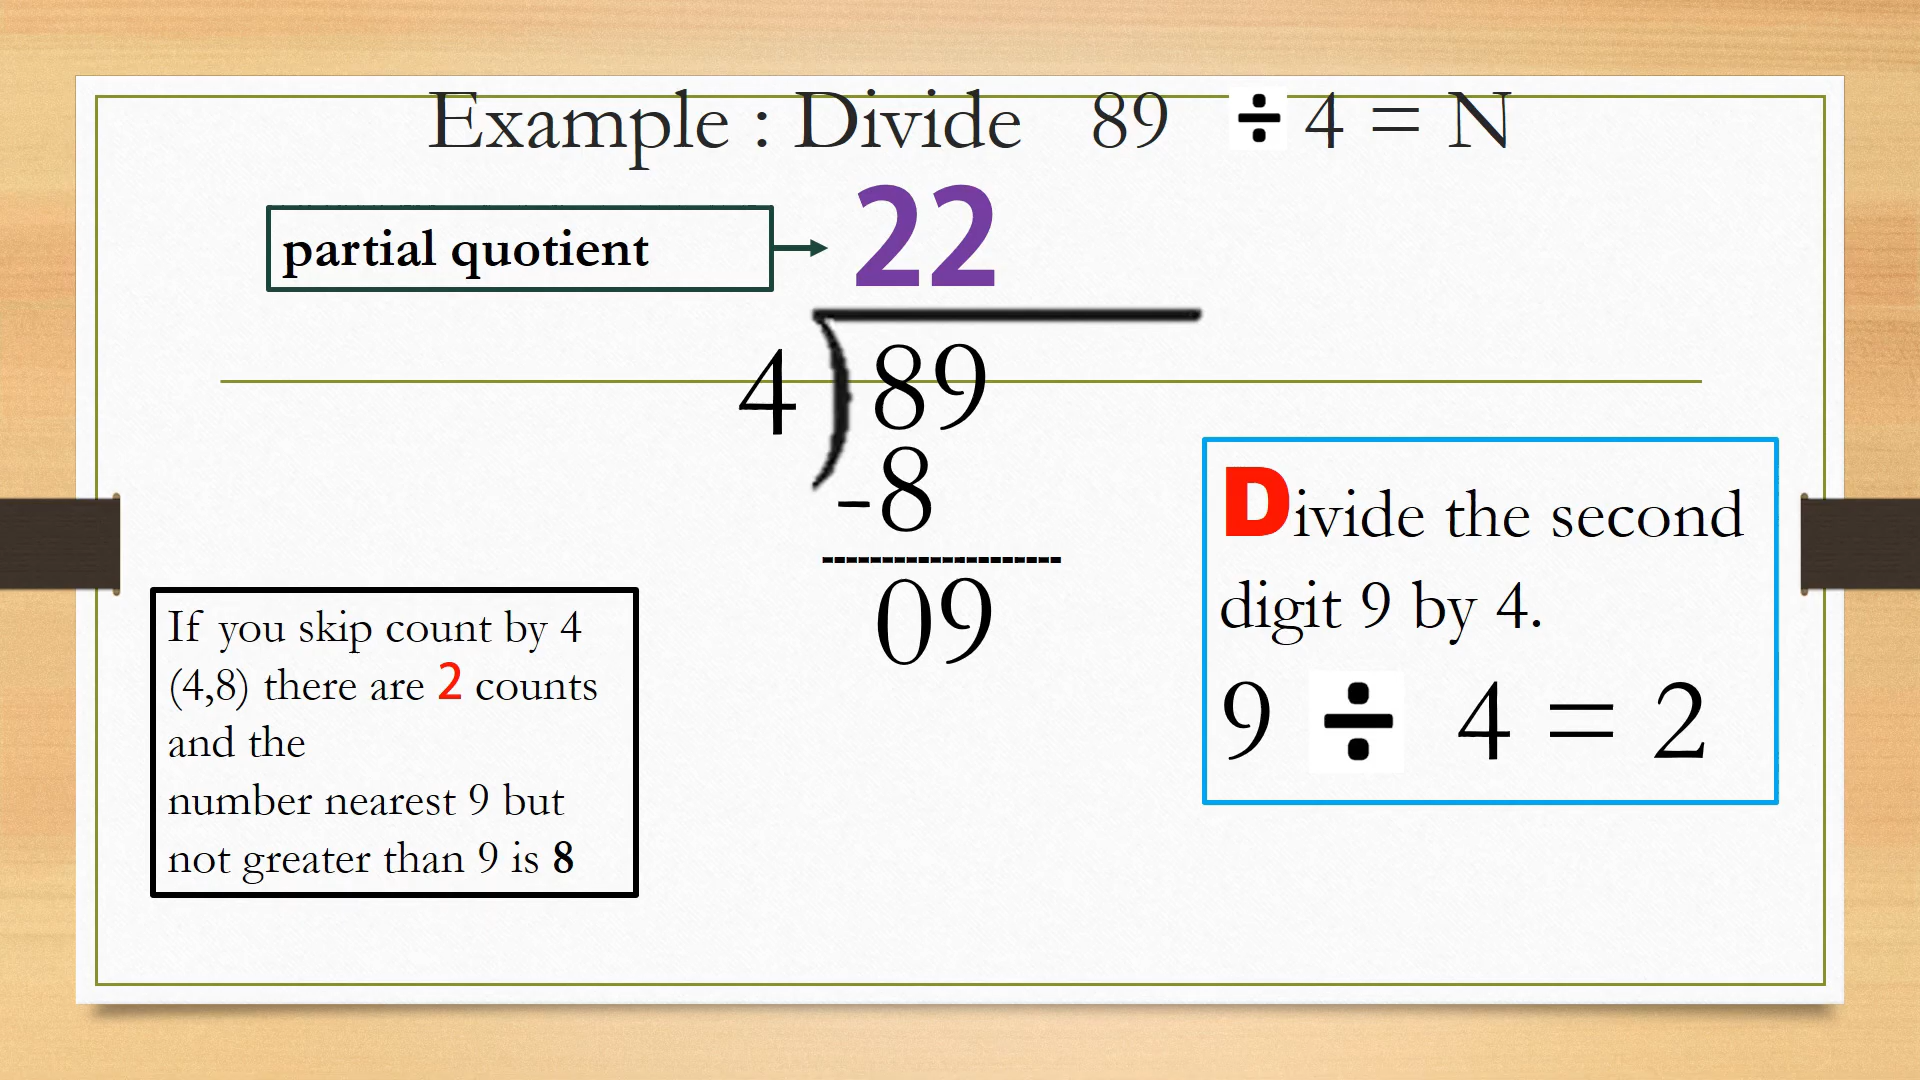 Example : Divide 89 ÷ 4 = N
partial quotient
22
4 ) 89
-8
--------------------
09
If you skip count by 4
(4,8) there are 2 counts
and the
number nearest 9 but
not greater than 9 is 8
Divide the second
digit 9 by 4.
9 ÷ 4 = 2